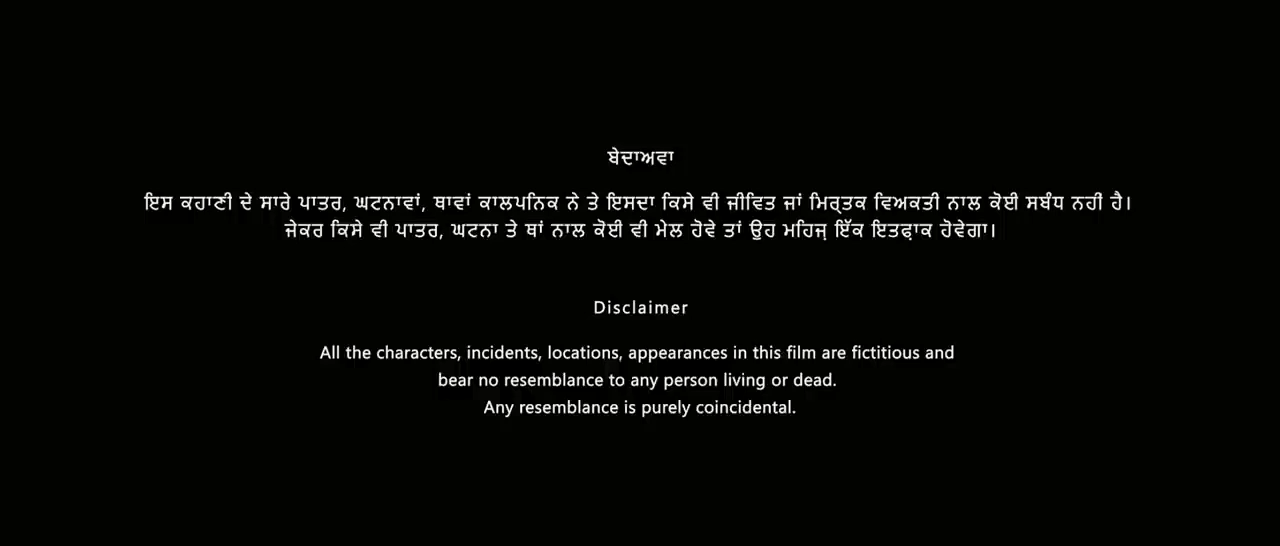 ਬੇਦਾਅਵਾ
ਇਸ ਕਹਾਣੀ ਦੇ ਸਾਰੇ ਪਾਤਰ, ਘਟਨਾਵਾਂ, ਥਾਵਾਂ ਕਾਲਪਨਿਕ ਨੇ ਤੇ ਇਸਦਾ ਕਿਸੇ ਵੀ ਜੀਵਿਤ ਜਾਂ ਮਿਰ੍ਤਕ ਵਿਅਕਤੀ ਨਾਲ ਕੋਈ ਸਬੰਧ ਨਹੀਂ ਹੈ।
ਜੇਕਰ ਕਿਸੇ ਵੀ ਪਾਤਰ, ਘਟਨਾ ਤੇ ਥਾਂ ਨਾਲ ਕੋਈ ਵੀ ਮੇਲ ਹੋਵੇ ਤਾਂ ਉਹ ਮਹਿਜ਼ ਇੱਕ ਇਤਫ਼ਾਕ ਹੋਵੇਗਾ।
Disclaimer
All the characters, incidents, locations, appearances in this film are fictitious and
bear no resemblance to any person living or dead.
Any resemblance is purely coincidental.